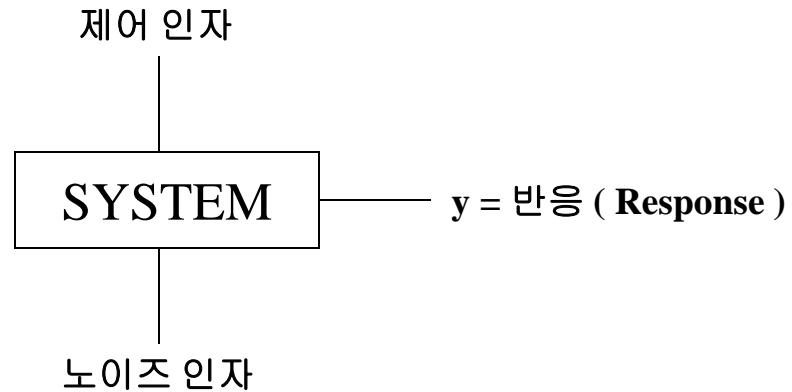 제어 인자
SYSTEM
y = 반응 ( Response )
노이즈 인자